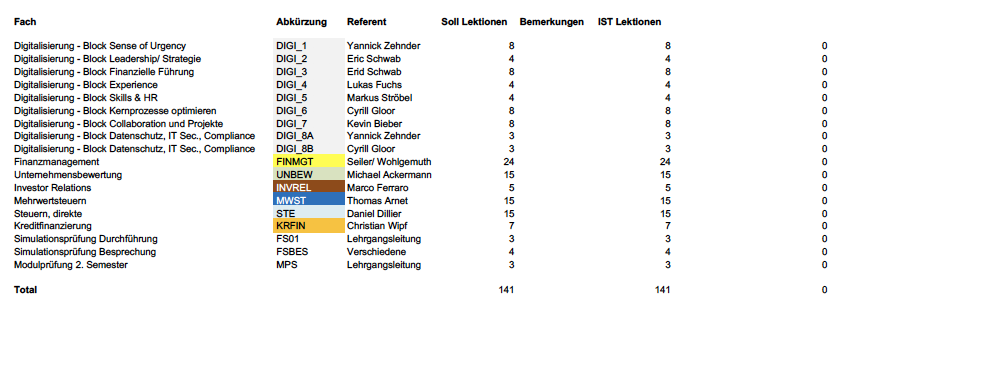 Fach Abkürzung Referent Soll Lektionen Bemerkungen IST Lektionen
Digitalisierung - Block Sense of Urgency DIGI_1 Yannick Zehnder 8 8 0
Digitalisierung - Block Leadership/ Strategie DIGI_2 Eric Schwab 4 4 0
Digitalisierung - Block Finanzielle Führung DIGI_3 Erid Schwab 8 8 0
Digitalisierung - Block Experience DIGI_4 Lukas Fuchs 4 4 0
Digitalisierung - Block Skills & HR DIGI_5 Markus Ströbel 4 4 0
Digitalisierung - Block Kernprozesse optimieren DIGI_6 Cyrill Gloor 8 8 0
Digitalisierung - Block Collaboration und Projekte DIGI_7 Kevin Bieber 8 8 0
Digitalisierung - Block Datenschutz, IT Sec., Compliance DIGI_8A Yannick Zehnder 3 3 0
Digitalisierung - Block Datenschutz, IT Sec., Compliance DIGI_8B Cyrill Gloor 3 3 0
Finanzmanagement FINMGT Seiler/ Wohlgemuth 24 24 0
Unternehmensbewertung UNBEW Michael Ackermann 15 15 0
Investor Relations INVREL Marco Ferraro 5 5 0
Mehrwertsteuern MWST Thomas Arnet 15 15 0
Steuern, direkte STE Daniel Dillier 15 15 0
Kreditfinanzierung KRFIN Christian Wipf 7 7 0
Simulationsprüfung Durchführung FS01 Lehrgangsleitung 3 3 0
Simulationsprüfung Besprechung FSBES Verschiedene 4 4 0
Modulprüfung 2. Semester MPS Lehrgangsleitung 3 3 0
Total 141 141 0